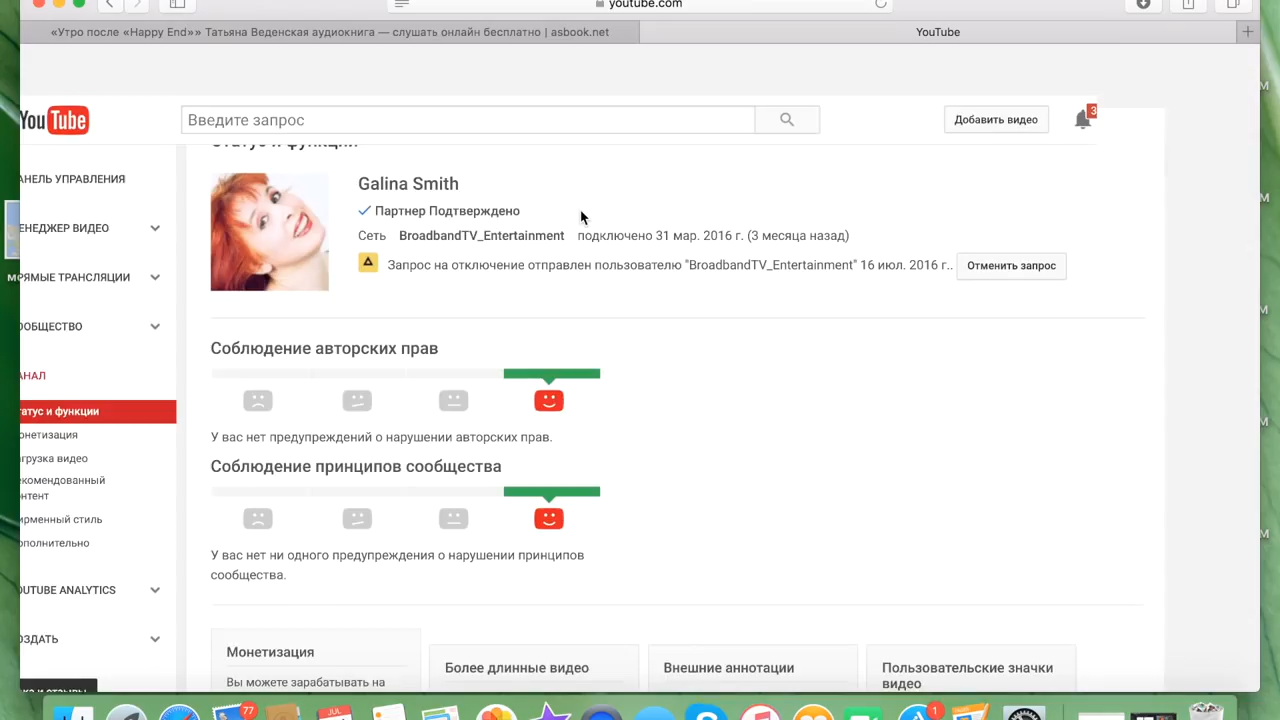 youtube.com
«Утро после «Happy End»» Татьяна Веденская аудиокнига — слушать онлайн бесплатно | asbook.net
YouTube
YouTube
Введите запрос
Добавить видео
3
Статус и функции
АНЕЛЬ УПРАВЛЕНИЯ
ЕНЕДЖЕР ВИДЕО
РЯМЫЕ ТРАНСЛЯЦИИ
ООБЩЕСТВО
АНАЛ
татус и функции
онетизация
агрузка видео
екомендованный
онтент
ирменный стиль
ополнительно
OUTUBE ANALYTICS
ОЗДАТЬ
Galina Smith
Партнер Подтверждено
Сеть BroadbandTV_Entertainment подключено 31 мар. 2016 г. (3 месяца назад)
Запрос на отключение отправлен пользователю "BroadbandTV_Entertainment" 16 июл. 2016 г..
Отменить запрос
Соблюдение авторских прав
У вас нет предупреждений о нарушении авторских прав.
Соблюдение принципов сообщества
У вас нет ни одного предупреждения о нарушении принципов
сообщества.
Монетизация
Вы можете зарабатывать на
Более длинные видео
Внешние аннотации
Пользовательские значки
видео
77
JUL
1